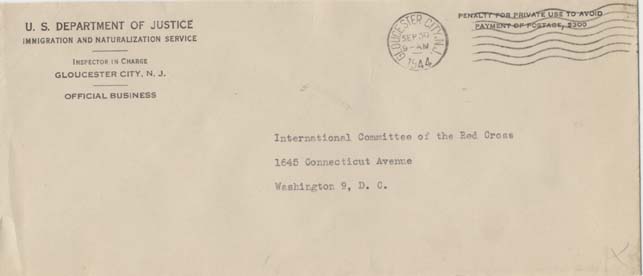 U. S. DEPARTMENT OF JUSTICE
IMMIGRATION AND NATURALIZATION SERVICE
INSPECTOR IN CHARGE
GLOUCESTER CITY, N. J.
OFFICIAL BUSINESS
GLOUCESTER CITY, N.J.
SEP 30
9 - AM
1944
PENALTY FOR PRIVATE USE TO AVOID
PAYMENT OF POSTAGE, $300
International Committee of the Red Cross
1645 Connecticut Avenue
Washington 9, D. C.